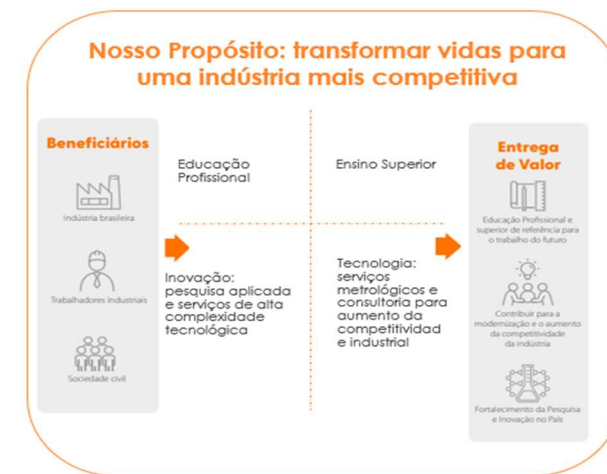 Nosso Propósito: transformar vidas para
uma indústria mais competitiva
Beneficiários
Indústria brasileira
Trabalhadores industriais
Sociedade civil
Educação
Profissional
Ensino Superior
Inovação:
pesquisa aplicada
e serviços de alta
complexidade
tecnológica
Tecnologia:
serviços
metrológicos e
consultoria para
aumento da
competitividad
e industrial
Entrega
de Valor
Educação Profissional e
superior de referência para
o trabalho do futuro
Contribuir para a
modernização e o aumento
da competitividade
da indústria
Fortalecimento da Pesquisa
e Inovação no País